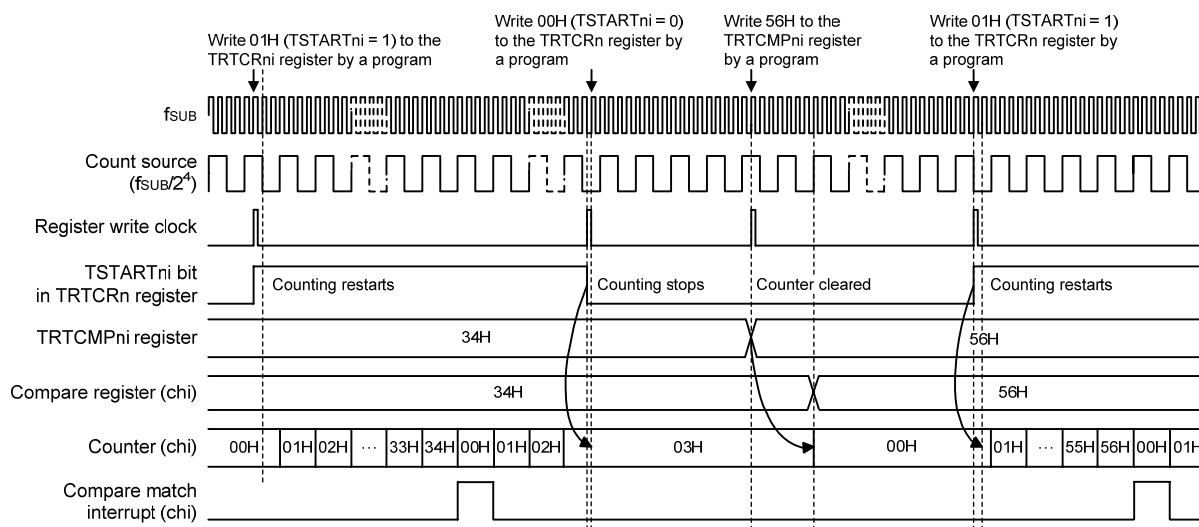 Write 01H (TSTARTni = 1) to the
TRTCRni register by a program
Write 00H (TSTARTni = 0)
to the TRTCRn register by
a program
Write 56H to the
TRTCMPni register
by a program
Write 01H (TSTARTni = 1)
to the TRTCRn register by
a program
fSUB
Count source
(fSUB/2⁴)
Register write clock
TSTARTni bit
in TRTCRn register
Counting restarts
Counting stops
Counter cleared
Counting restarts
TRTCMPni register
34H
56H
Compare register (chi)
34H
56H
Counter (chi)
00H 01H 02H ... 33H 34H 00H 01H 02H 03H 00H 01H ... 55H 56H 00H 01H
Compare match
interrupt (chi)